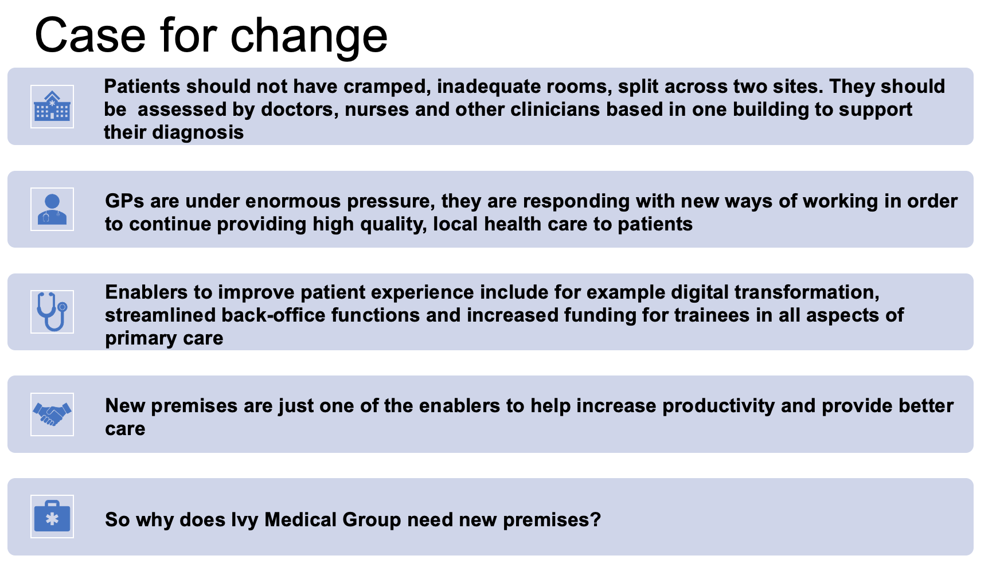 Case for change
Patients should not have cramped, inadequate rooms, split across two sites. They should
be  assessed by doctors, nurses and other clinicians based in one building to support
their diagnosis
GPs are under enormous pressure, they are responding with new ways of working in order
to continue providing high quality, local health care to patients
Enablers to improve patient experience include for example digital transformation,
streamlined back-office functions and increased funding for trainees in all aspects of
primary care
New premises are just one of the enablers to help increase productivity and provide better
care
So why does Ivy Medical Group need new premises?